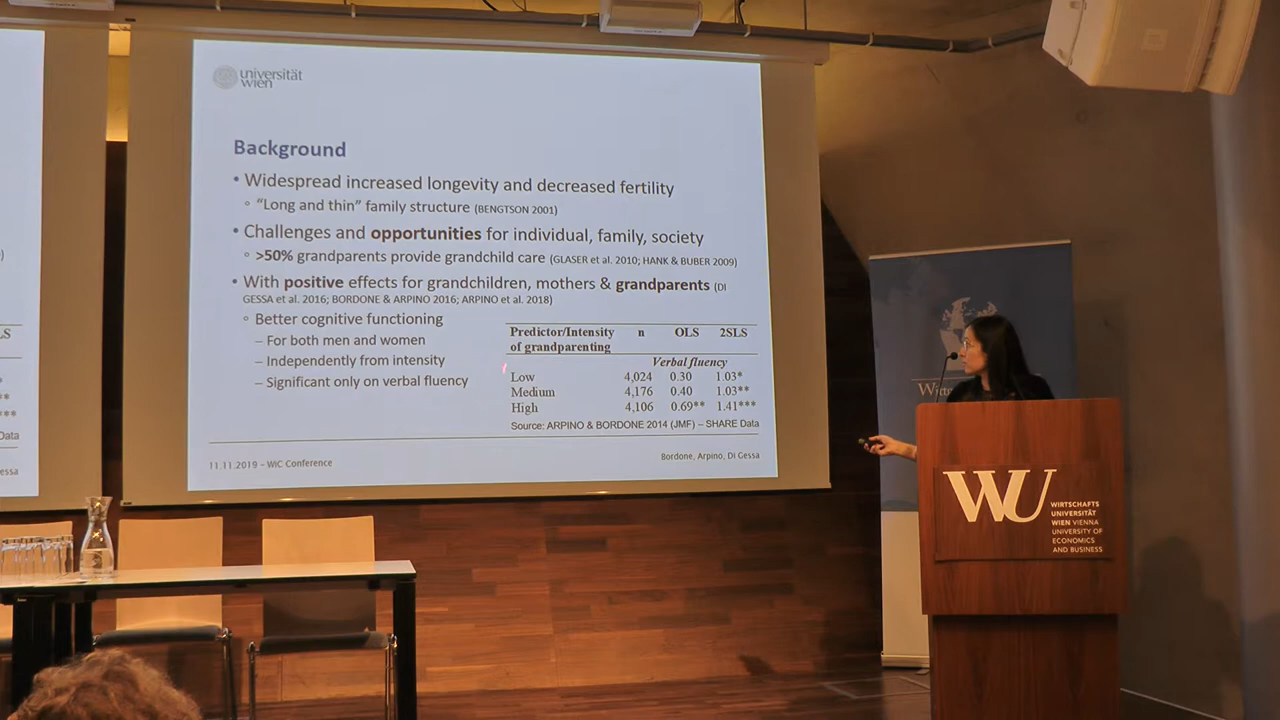 universität
wien
Background
• Widespread increased longevity and decreased fertility
◦ “Long and thin” family structure (BENGTSON 2001)
• Challenges and opportunities for individual, family, society
◦ >50% grandparents provide grandchild care (GLASER et al. 2010; HANK & BUBER 2009)
• With positive effects for grandchildren, mothers & grandparents (DI
GESSA et al. 2016; BORDONE & ARPINO 2016; ARPINO et al. 2018)
◦ Better cognitive functioning
– For both men and women
– Independently from intensity
– Significant only on verbal fluency
Predictor/Intensity n OLS 2SLS
of grandparenting
Verbal fluency
Low 4,024 0.30 1.03*
Medium 4,176 0.40 1.03**
High 4,106 0.69** 1.41***
Source: ARPINO & BORDONE 2014 (JMF) – SHARE Data
11.11.2019 – WiC Conference
Bordone, Arpino, Di Gessa
)
LS
**
***
Data
essa
WU
WIRTSCHAFTS
UNIVERSITÄT
WIEN VIENNA
UNIVERSITY OF
ECONOMICS
AND BUSINESS